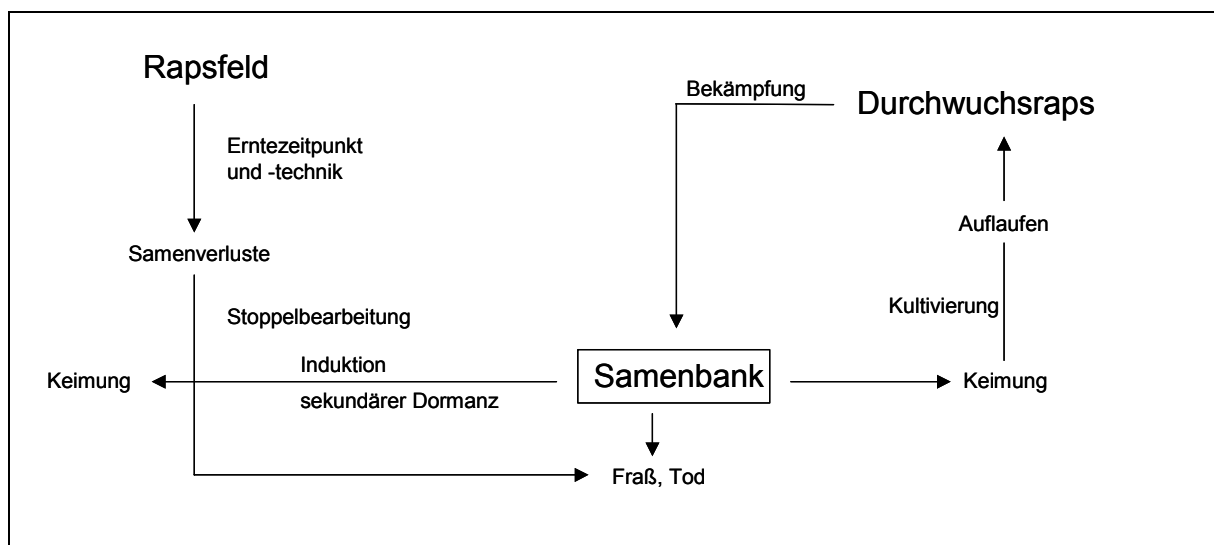 Rapsfeld
Bekämpfung
Durchwuchsraps
Erntezeitpunkt
und -technik
Auflaufen
Samenverluste
Kultivierung
Stoppelbearbeitung
Induktion
Keimung
Samenbank
Keimung
sekundärer Dormanz
Fraß, Tod